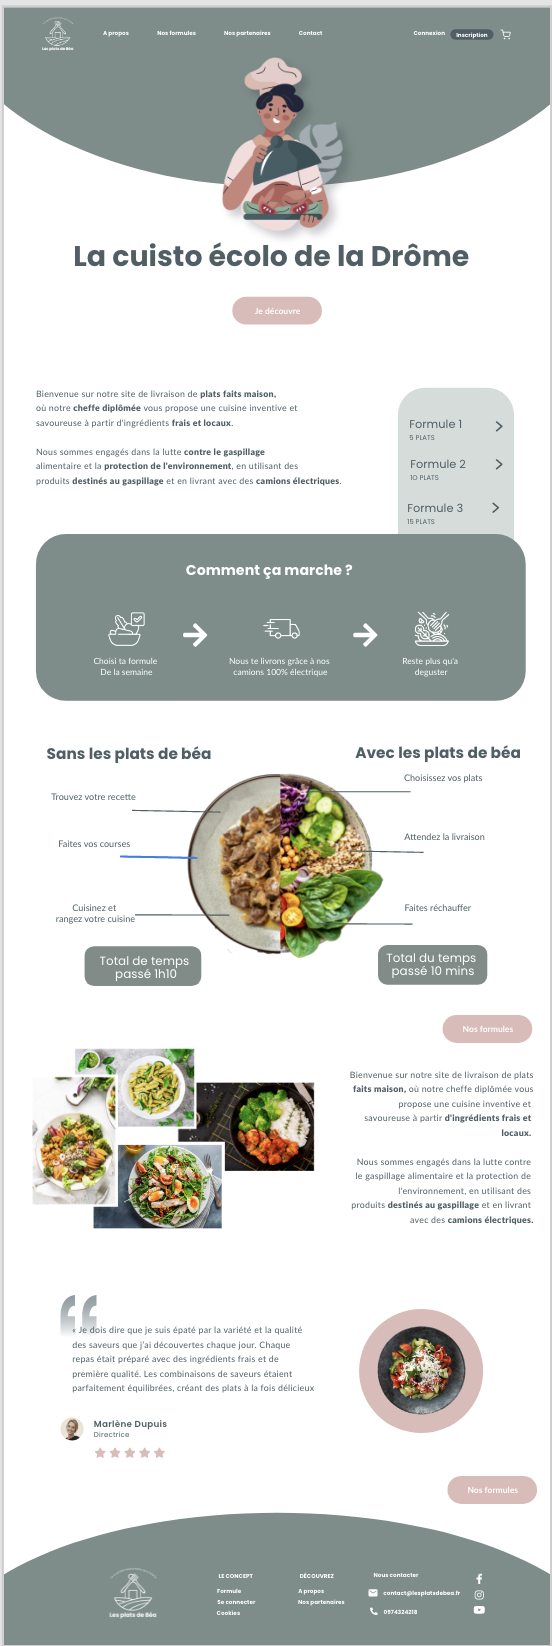 A propos
Nos formules
Nos partenaires
Contact
Connexion
Inscription
Les plats de Béa
La cuisto écolo de la Drôme
Je découvre
Bienvenue sur notre site de livraison de plats faits maison,
où notre cheffe diplômée vous propose une cuisine inventive et
savoureuse à partir d'ingrédients frais et locaux.
Nous sommes engagés dans la lutte contre le gaspillage
alimentaire et la protection de l'environnement, en utilisant des
produits destinés au gaspillage et en livrant avec des camions électriques.
Formule 1
5 PLATS
Formule 2
10 PLATS
Formule 3
15 PLATS
Comment ça marche ?
Choisi ta formule
De la semaine
Nous te livrons grâce à nos
camions 100% électrique
Reste plus qu'a
deguster
Sans les plats de béa
Trouvez votre recette
Faites vos courses
Cuisinez et
rangez votre cuisine
Total de temps
passé 1h10
Avec les plats de béa
Choisissez vos plats
Attendez la livraison
Faites réchauffer
Total du temps
passé 10 mins
Nos formules
Bienvenue sur notre site de livraison de plats
faits maison, où notre cheffe diplômée vous
propose une cuisine inventive et
savoureuse à partir d'ingrédients frais et
locaux.
Nous sommes engagés dans la lutte contre
le gaspillage alimentaire et la protection de
l'environnement, en utilisant des
produits destinés au gaspillage et en livrant
avec des camions électriques.
« Je dois dire que je suis épaté par la variété et la qualité
des saveurs que j'ai découvertes chaque jour. Chaque
repas était préparé avec des ingrédients frais et de
première qualité. Les combinaisons de saveurs étaient
parfaitement équilibrées, créant des plats à la fois délicieux
Marlène Dupuis
Directrice
Nos formules
Les plats de Béa
LE CONCEPT
Formule
Se connecter
Cookies
DÉCOUVREZ
A propos
Nos partenaires
Nous contacter
contact@lesplatsdebea.fr
0974324218